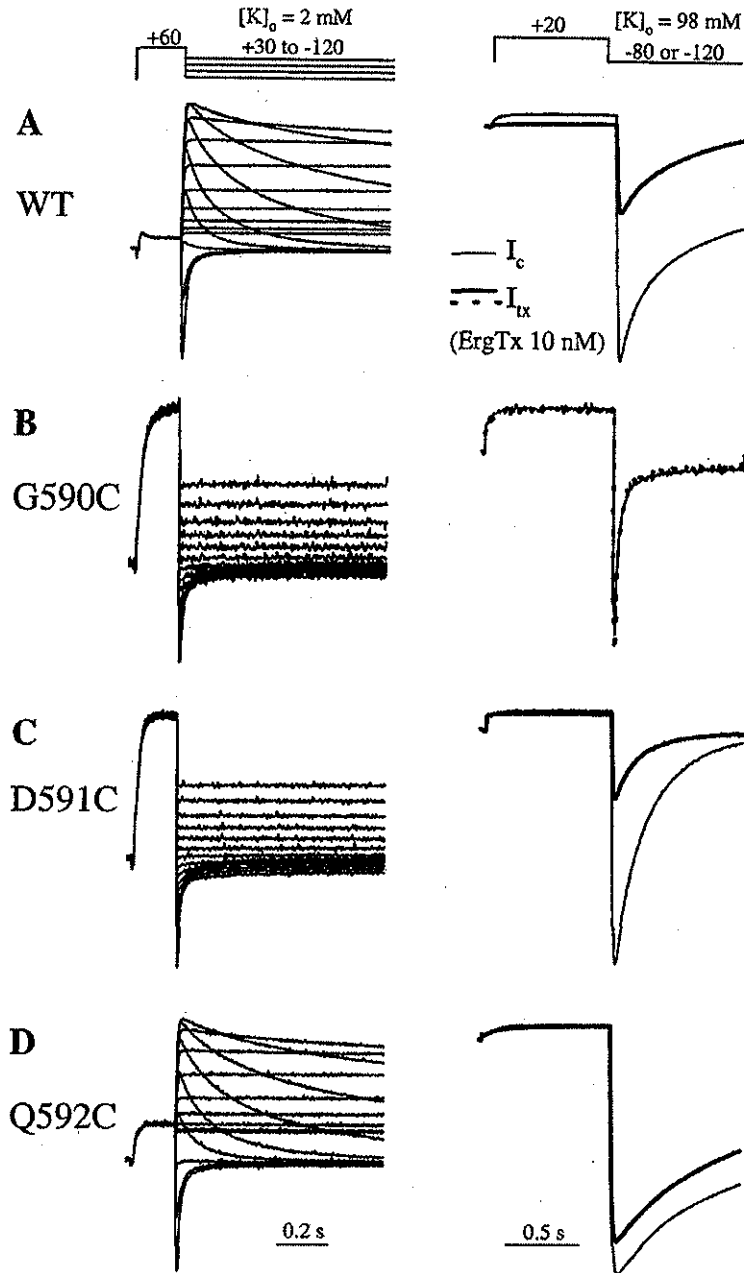 [K]o = 2 mM
+60
+30 to -120
[K]o = 98 mM
+20
-80 or -120
A
WT
Ic
Itx
(ErgTx 10 nM)
B
G590C
C
D591C
D
Q592C
0.2 s
0.5 s